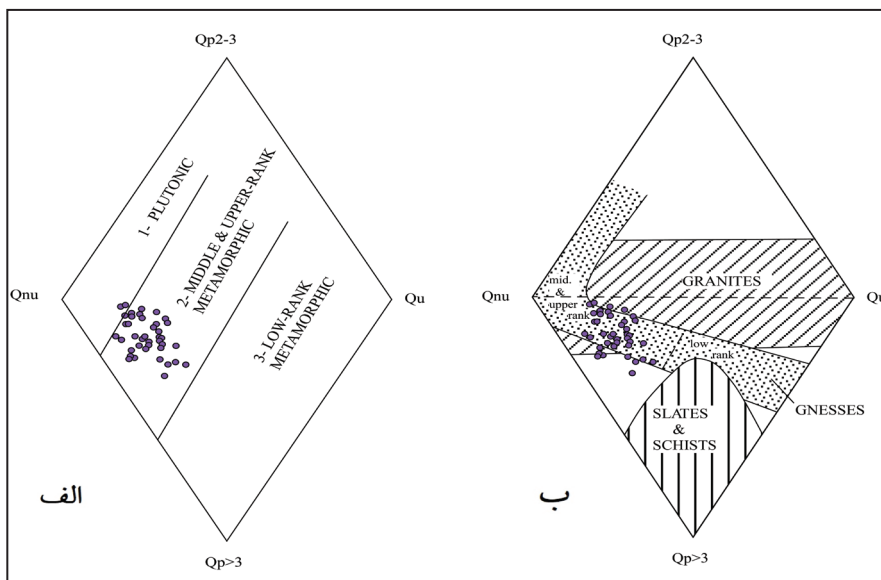 Qp2-3
1- PLUTONIC
2- MIDDLE & UPPER-RANK
METAMORPHIC
3- LOW-RANK
METAMORPHIC
Qnu
Qu
Qp>3
الف
Qp2-3
GRANITES
mid.
&
upper
rank
Qnu
Qu
low
rank
GNESSES
SLATES
&
SCHISTS
Qp>3
ب